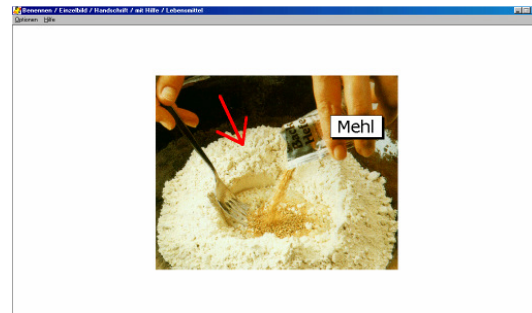 Benennen / Einzelbild / Handschrift / mit Hilfe / Lebensmittel
Optionen Hilfe
Mehl